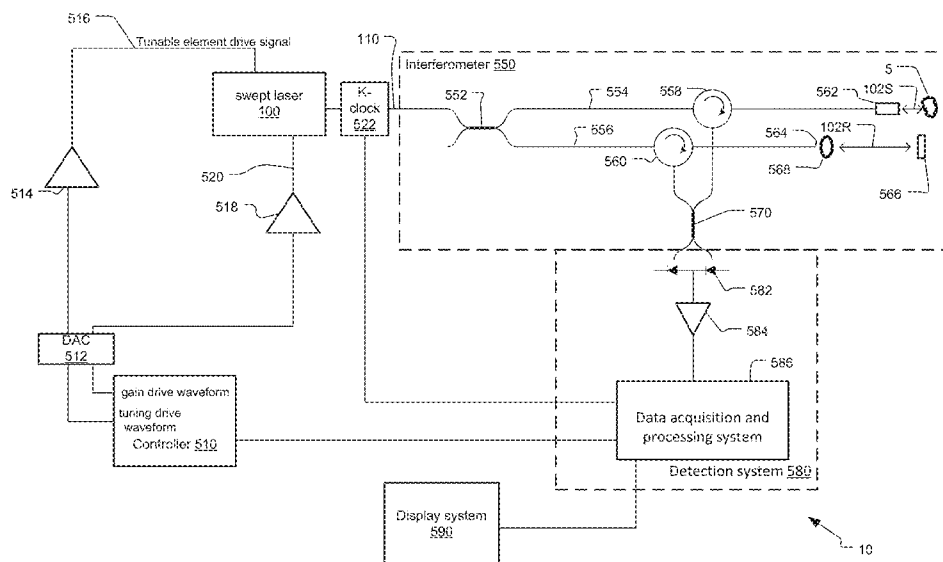 516
Tunable element drive signal
110
Interferometer 550
5
swept laser
100
K-
clock
522
552
554
558
562
102S
556
564
102R
560
568
566
514
520
518
570
582
584
DAC
512
586
gain drive waveform
tuning drive
waveform
Controller 510
Data acquisition and
processing system
Detection system 580
Display system
590
10